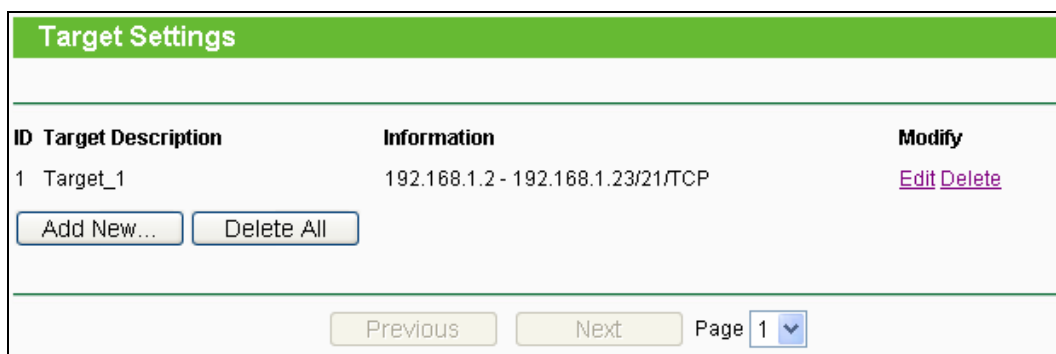 Target Settings
ID Target Description Information Modify
1 Target_1 192.168.1.2 - 192.168.1.23/21/TCP Edit Delete
Add New... Delete All
Previous Next Page 1